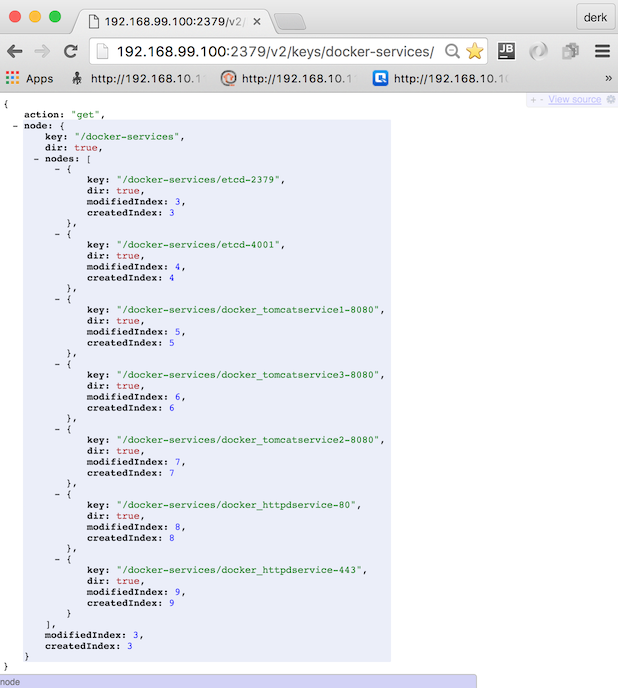 192.168.99.100:2379/v2/
derk
192.168.99.100:2379/v2/keys/docker-services/
JB
Apps
http://192.168.10.1
http://192.168.10.1
http://192.168.10.10
»
+ - View source
{
action: "get",
- node: {
key: "/docker-services",
dir: true,
- nodes: [
- {
key: "/docker-services/etcd-2379",
dir: true,
modifiedIndex: 3,
createdIndex: 3
},
- {
key: "/docker-services/etcd-4001",
dir: true,
modifiedIndex: 4,
createdIndex: 4
},
- {
key: "/docker-services/docker_tomcatservice1-8080",
dir: true,
modifiedIndex: 5,
createdIndex: 5
},
- {
key: "/docker-services/docker_tomcatservice3-8080",
dir: true,
modifiedIndex: 6,
createdIndex: 6
},
- {
key: "/docker-services/docker_tomcatservice2-8080",
dir: true,
modifiedIndex: 7,
createdIndex: 7
},
- {
key: "/docker-services/docker_httpdservice-80",
dir: true,
modifiedIndex: 8,
createdIndex: 8
},
- {
key: "/docker-services/docker_httpdservice-443",
dir: true,
modifiedIndex: 9,
createdIndex: 9
}
],
modifiedIndex: 3,
createdIndex: 3
}
}
node